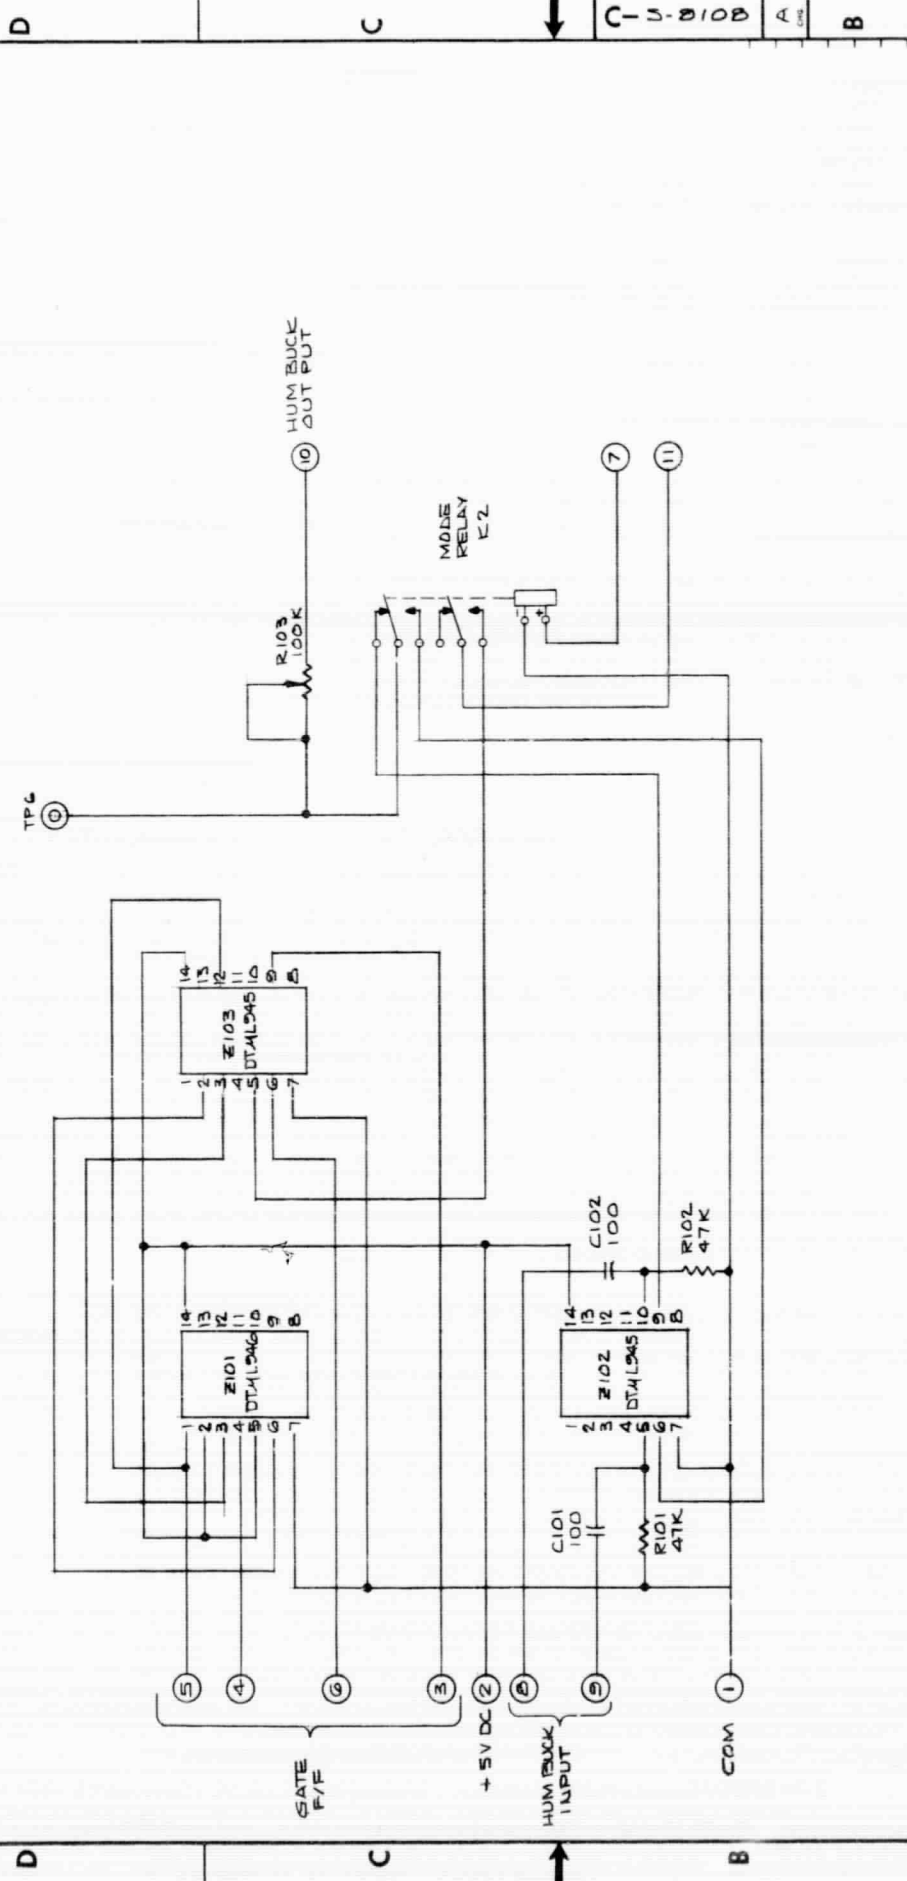 D
C
C-S-8108
A
CHG
B
HUM BUCK
OUT PUT
10
7
11
MODE
RELAY
K2
R103
100K
- +
TP6
14
13
12
11
10
9
8
Z103
DTμL945
1
2
3
4
5
6
7
C102
100
R102
47K
14
13
12
11
10
9
8
Z101
DTμL946
1
2
3
4
5
6
7
14
13
12
11
10
9
8
Z102
DTμL945
1
2
3
4
5
6
7
C101
100
R101
47K
5
4
6
3
2
8
9
1
GATE
F/F
+5V DC
HUM BUCK
INPUT
COM
D
C
B